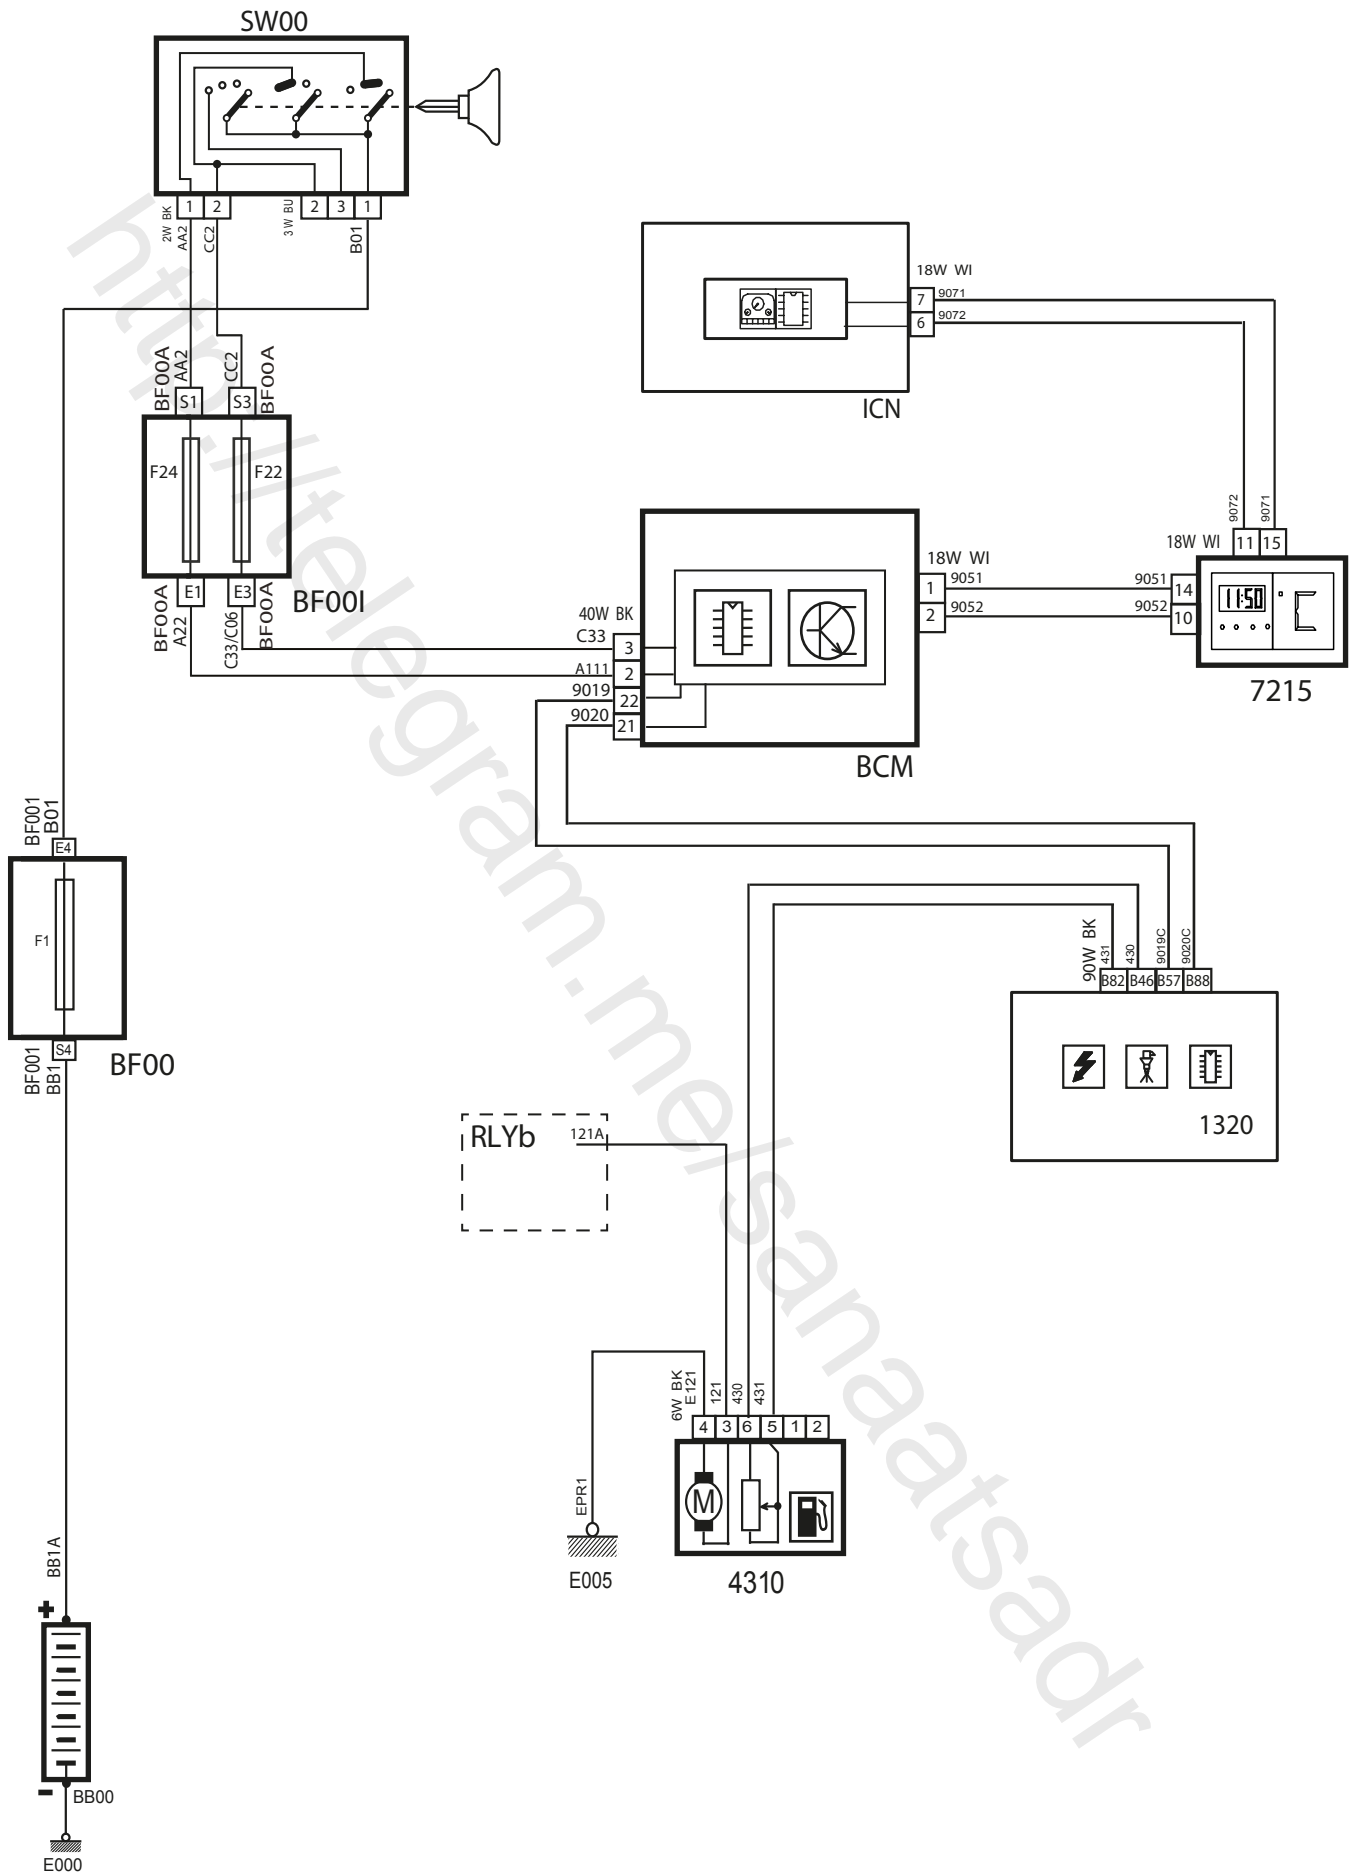 SW00
1
2
2
3
1
2W BK
AA2
CC2
3 W BU
B01
BF00A
AA2
CC2
BF00A
S1
S3
F24
F22
E1
E3
BF00I
BF00A
A22
C33/C06
BF00A
18W WI
7
9071
6
9072
ICN
9072
9071
18W WI
11
15
9051
14
9052
10
11:50
7215
18W WI
1
9051
2
9052
40W BK
C33
3
A111
2
9019
22
9020
21
BCM
BF001
B01
E4
F1
S4
BF001
BB1
BF00
90W BK
431
430
9019C
9020C
B82
B46
B57
B88
1320
RLYb
121A
6W BK
E121
121
430
431
4
3
6
5
1
2
M
4310
EPR1
E005
BB1A
+
-
BB00
E000
http://telegram.me/sanaatsadr